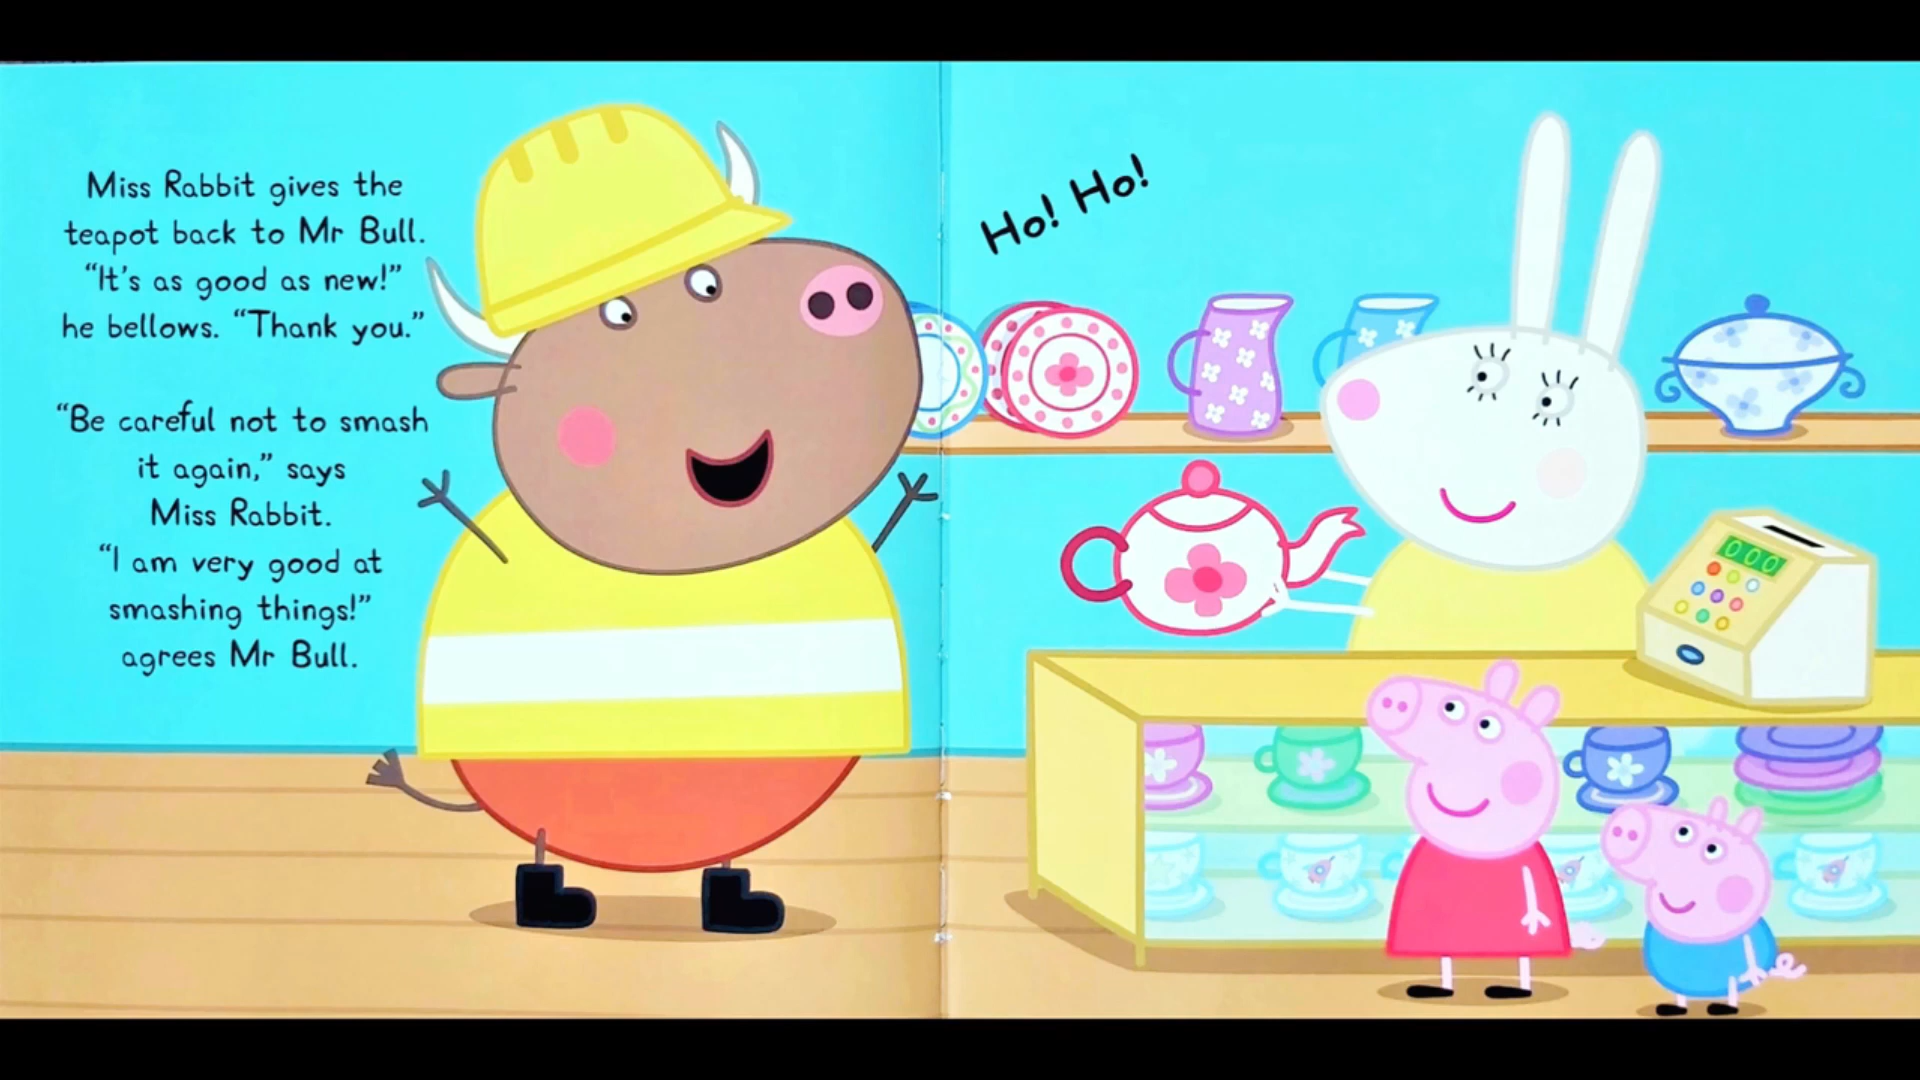 Miss Rabbit gives the
teapot back to Mr Bull.
“It’s as good as new!”
he bellows. “Thank you.”
“Be careful not to smash
it again,” says
Miss Rabbit.
“I am very good at
smashing things!”
agrees Mr Bull.
Ho! Ho!
000